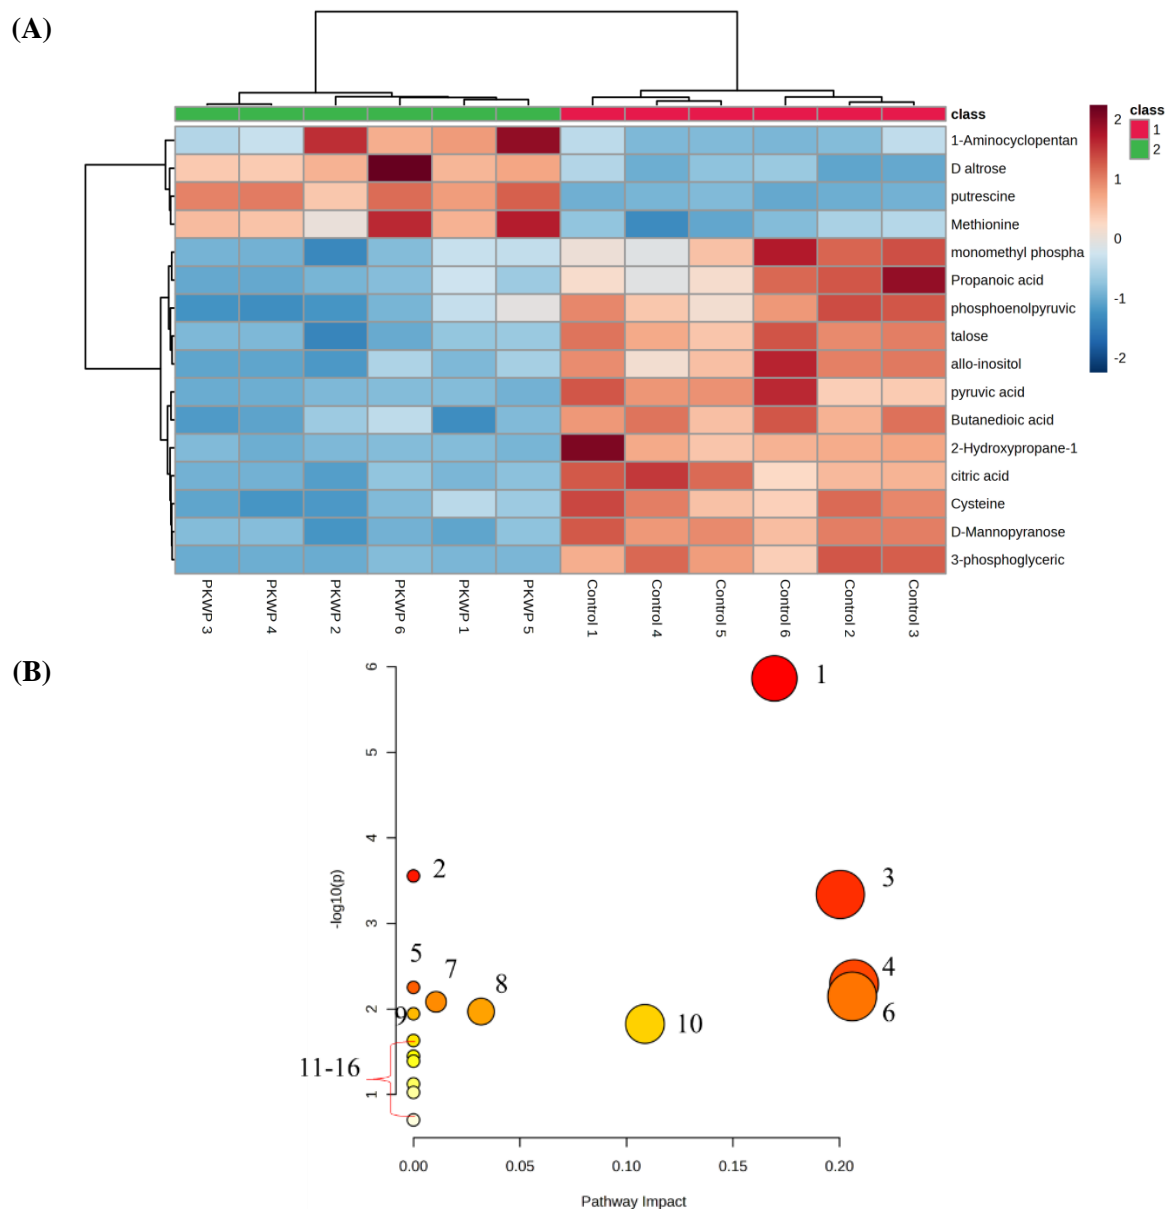 (A)
class
1-Aminocyclopentan
D altrose
putrescine
Methionine
monomethyl phospha
Propanoic acid
phosphoenolpyruvic
talose
allo-inositol
pyruvic acid
Butanedioic acid
2-Hydroxypropane-1
citric acid
Cysteine
D-Mannopyranose
3-phosphoglyceric
2
1
0
-1
-2
class
1
2
PKWP 3
PKWP 4
PKWP 2
PKWP 6
PKWP 1
PKWP 5
Control 1
Control 4
Control 5
Control 6
Control 2
Control 3
(B)
-log10(p)
6
5
4
3
2
1
1
2
3
4
5
6
7
8
9
10
11-16
0.00
0.05
0.10
0.15
0.20
Pathway Impact